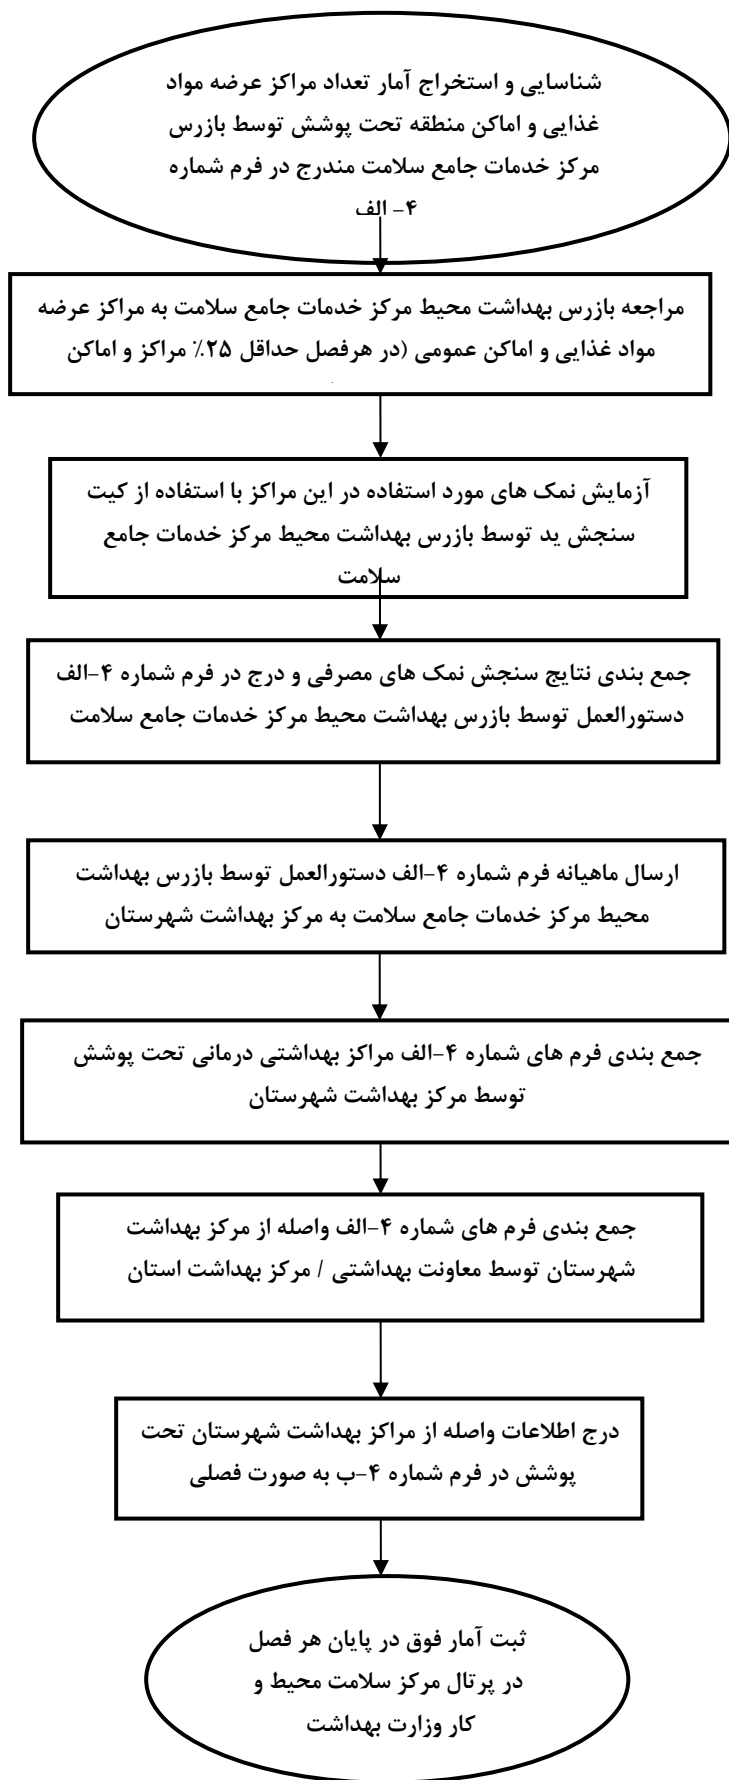 شناسایی و استخراج آمار تعداد مراکز عرضه مواد
غذایی و اماکن منطقه تحت پوشش توسط بازرس
مرکز خدمات جامع سلامت مندرج در فرم شماره
۴- الف
مراجعه بازرس بهداشت محیط مرکز خدمات جامع سلامت به مراکز عرضه
مواد غذایی و اماکن عمومی (در هرفصل حداقل ۲۵٪ مراکز و اماکن
آزمایش نمک های مورد استفاده در این مراکز با استفاده از کیت
سنجش ید توسط بازرس بهداشت محیط مرکز خدمات جامع
سلامت
جمع بندی نتایج سنجش نمک های مصرفی و درج در فرم شماره ۴-الف
دستورالعمل توسط بازرس بهداشت محیط مرکز خدمات جامع سلامت
ارسال ماهیانه فرم شماره ۴-الف دستورالعمل توسط بازرس بهداشت
محیط مرکز خدمات جامع سلامت به مرکز بهداشت شهرستان
جمع بندی فرم های شماره ۴-الف مراکز بهداشتی درمانی تحت پوشش
توسط مرکز بهداشت شهرستان
جمع بندی فرم های شماره ۴-الف واصله از مرکز بهداشت
شهرستان توسط معاونت بهداشتی / مرکز بهداشت استان
درج اطلاعات واصله از مراکز بهداشت شهرستان تحت
پوشش در فرم شماره ۴-ب به صورت فصلی
ثبت آمار فوق در پایان هر فصل
در پرتال مرکز سلامت محیط و
کار وزارت بهداشت